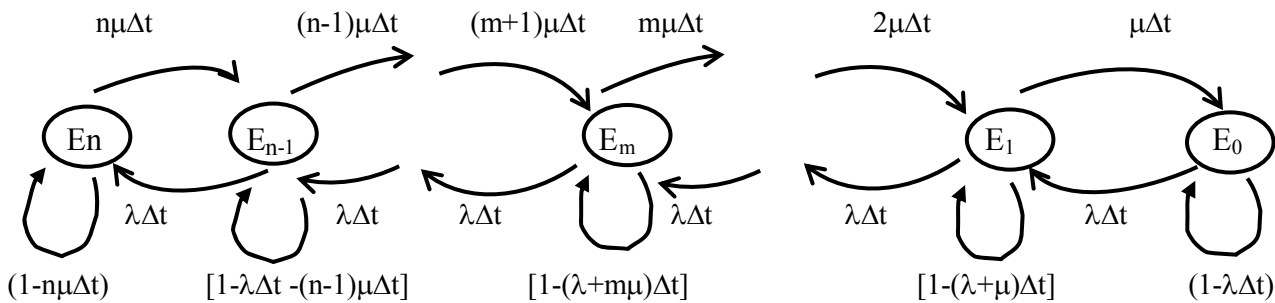 nμΔt (n-1)μΔt (m+1)μΔt mμΔt 2μΔt μΔt
En E_{n-1} E_m E_1 E_0
λΔt λΔt λΔt λΔt λΔt λΔt
(1-nμΔt) [1-λΔt -(n-1)μΔt] [1-(λ+mμ)Δt] [1-(λ+μ)Δt] (1-λΔt)